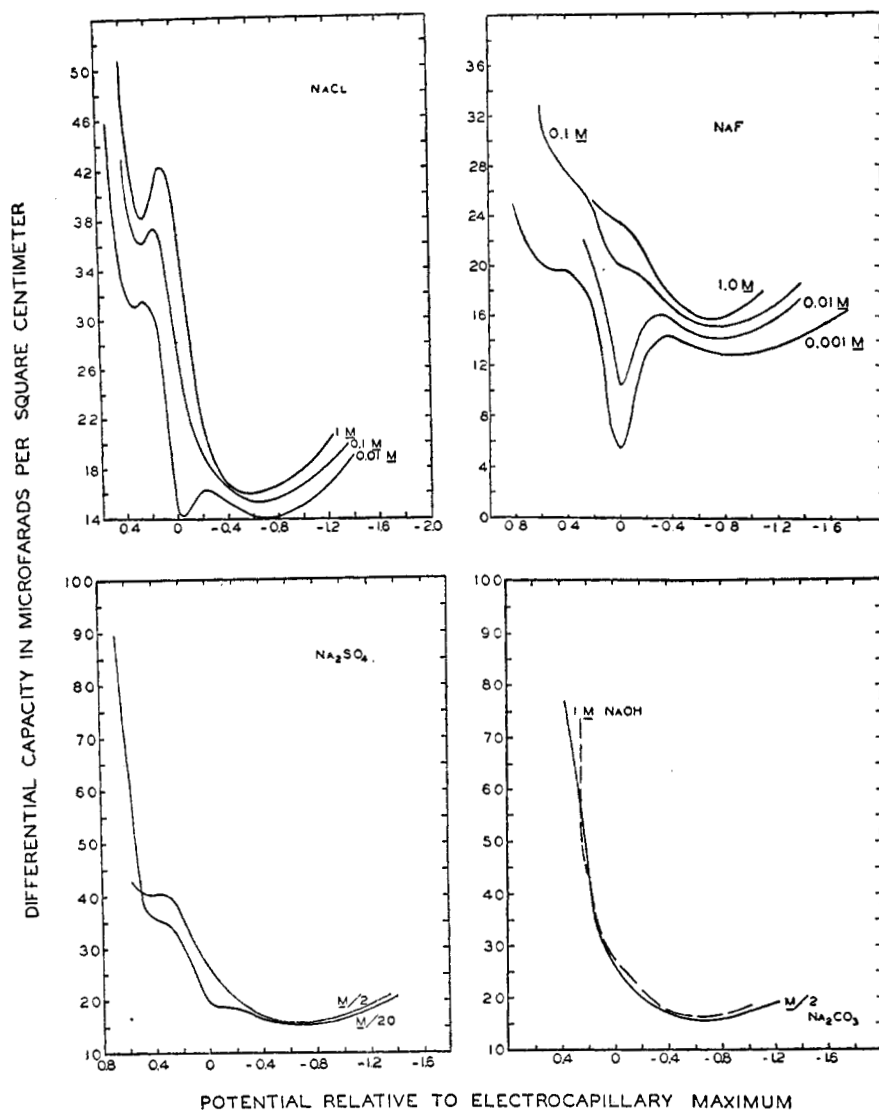 DIFFERENTIAL CAPACITY IN MICROFARADS PER SQUARE CENTIMETER
NACL
50
46
42
38
34
30
26
22
18
14
1 M
0.1 M
0.01 M
0.4 0 -0.4 -0.8 -1.2 -1.6 -2.0
NAF
36
32
28
24
20
16
12
8
4
0
0.1 M
1.0 M
0.01 M
0.001 M
0.8 0.4 0 -0.4 -0.8 -1.2 -1.6
NA2SO4
100
90
80
70
60
50
40
30
20
10
M/2
M/20
0.8 0.4 0 -0.4 -0.8 -1.2 -1.6
100
90
80
70
60
50
40
30
20
10
1 M NAOH
M/2
NA2CO3
0.4 0 -0.4 -0.8 -1.2 -1.6
POTENTIAL RELATIVE TO ELECTROCAPILLARY MAXIMUM